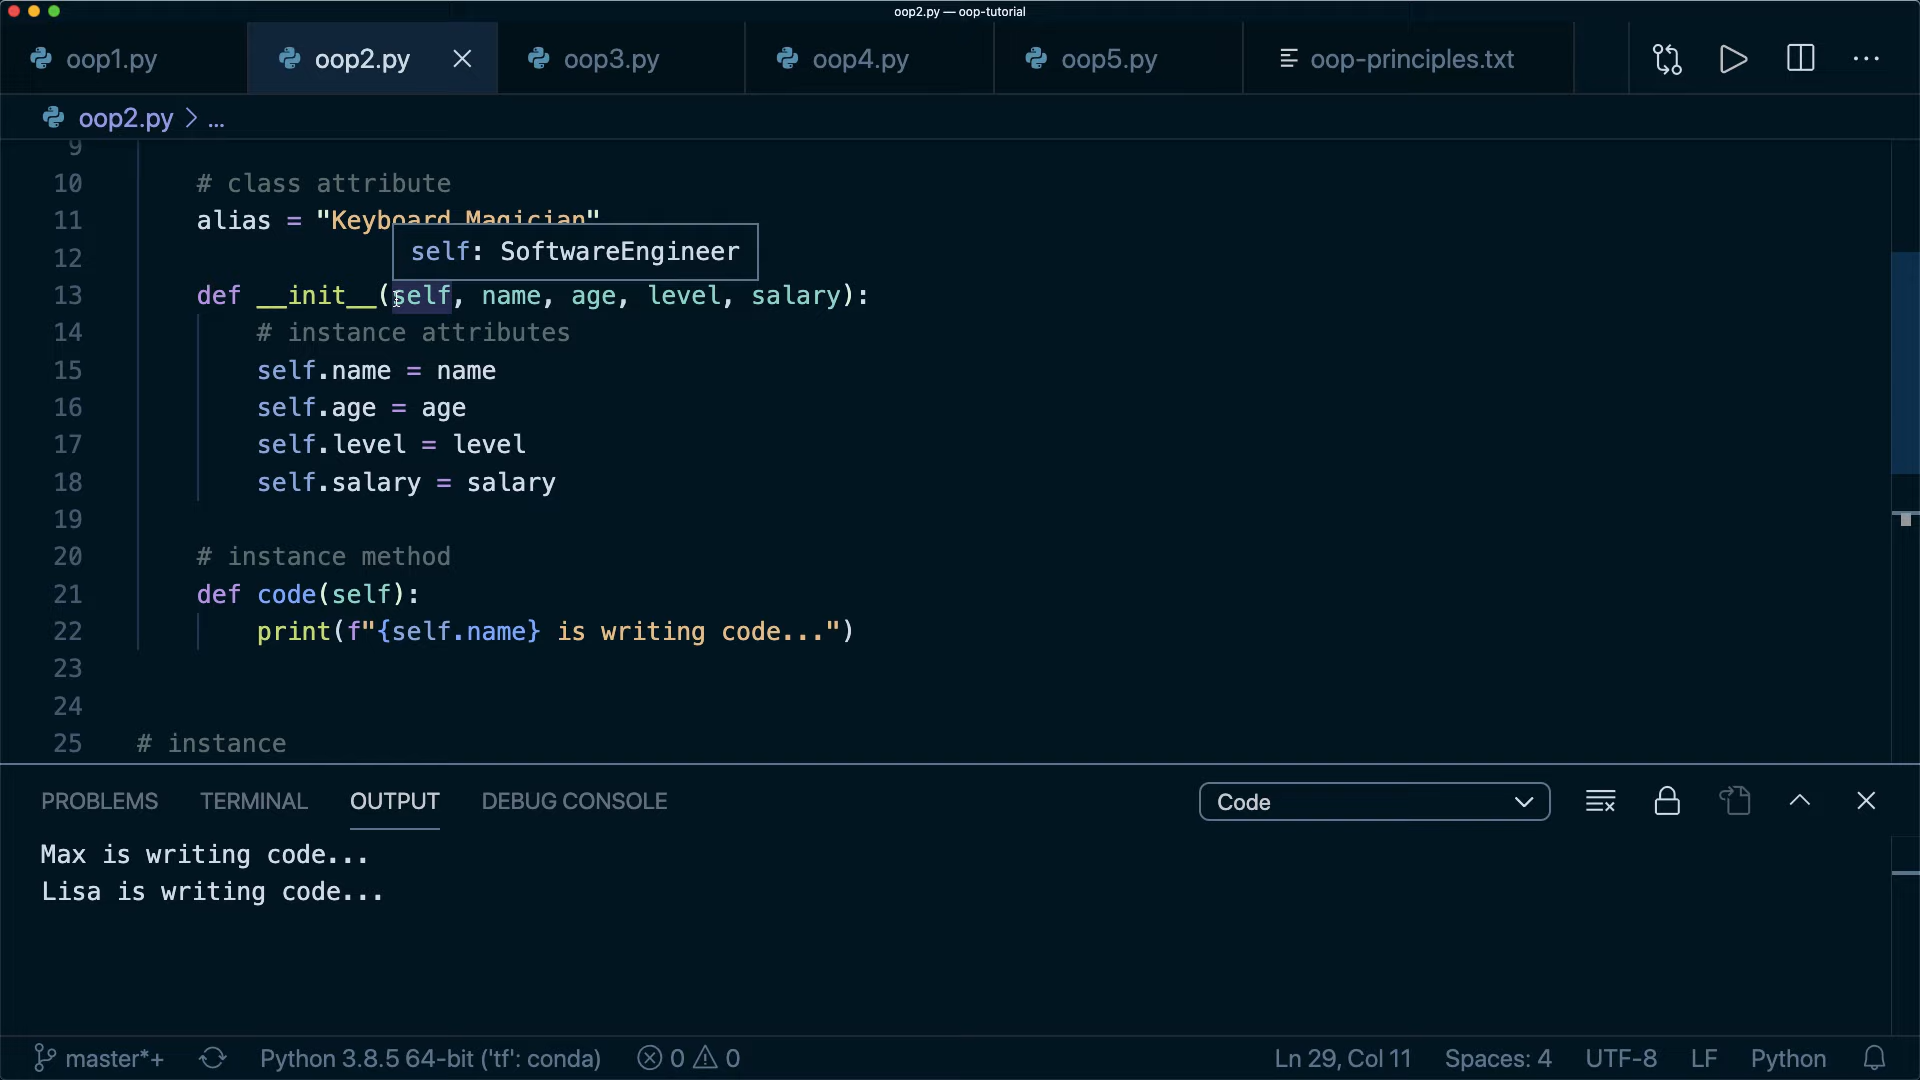 oop2.py — oop-tutorial
oop1.py oop2.py oop3.py oop4.py oop5.py oop-principles.txt
oop2.py > ...
9
10 # class attribute
11 alias = "Keyboard Magician"
self: SoftwareEngineer
12
13 def __init__(self, name, age, level, salary):
14 # instance attributes
15 self.name = name
16 self.age = age
17 self.level = level
18 self.salary = salary
19
20 # instance method
21 def code(self):
22 print(f"{self.name} is writing code...")
23
24
25 # instance
PROBLEMS TERMINAL OUTPUT DEBUG CONSOLE Code
Max is writing code...
Lisa is writing code...
master*+ Python 3.8.5 64-bit ('tf': conda) 0 0 Ln 29, Col 11 Spaces: 4 UTF-8 LF Python